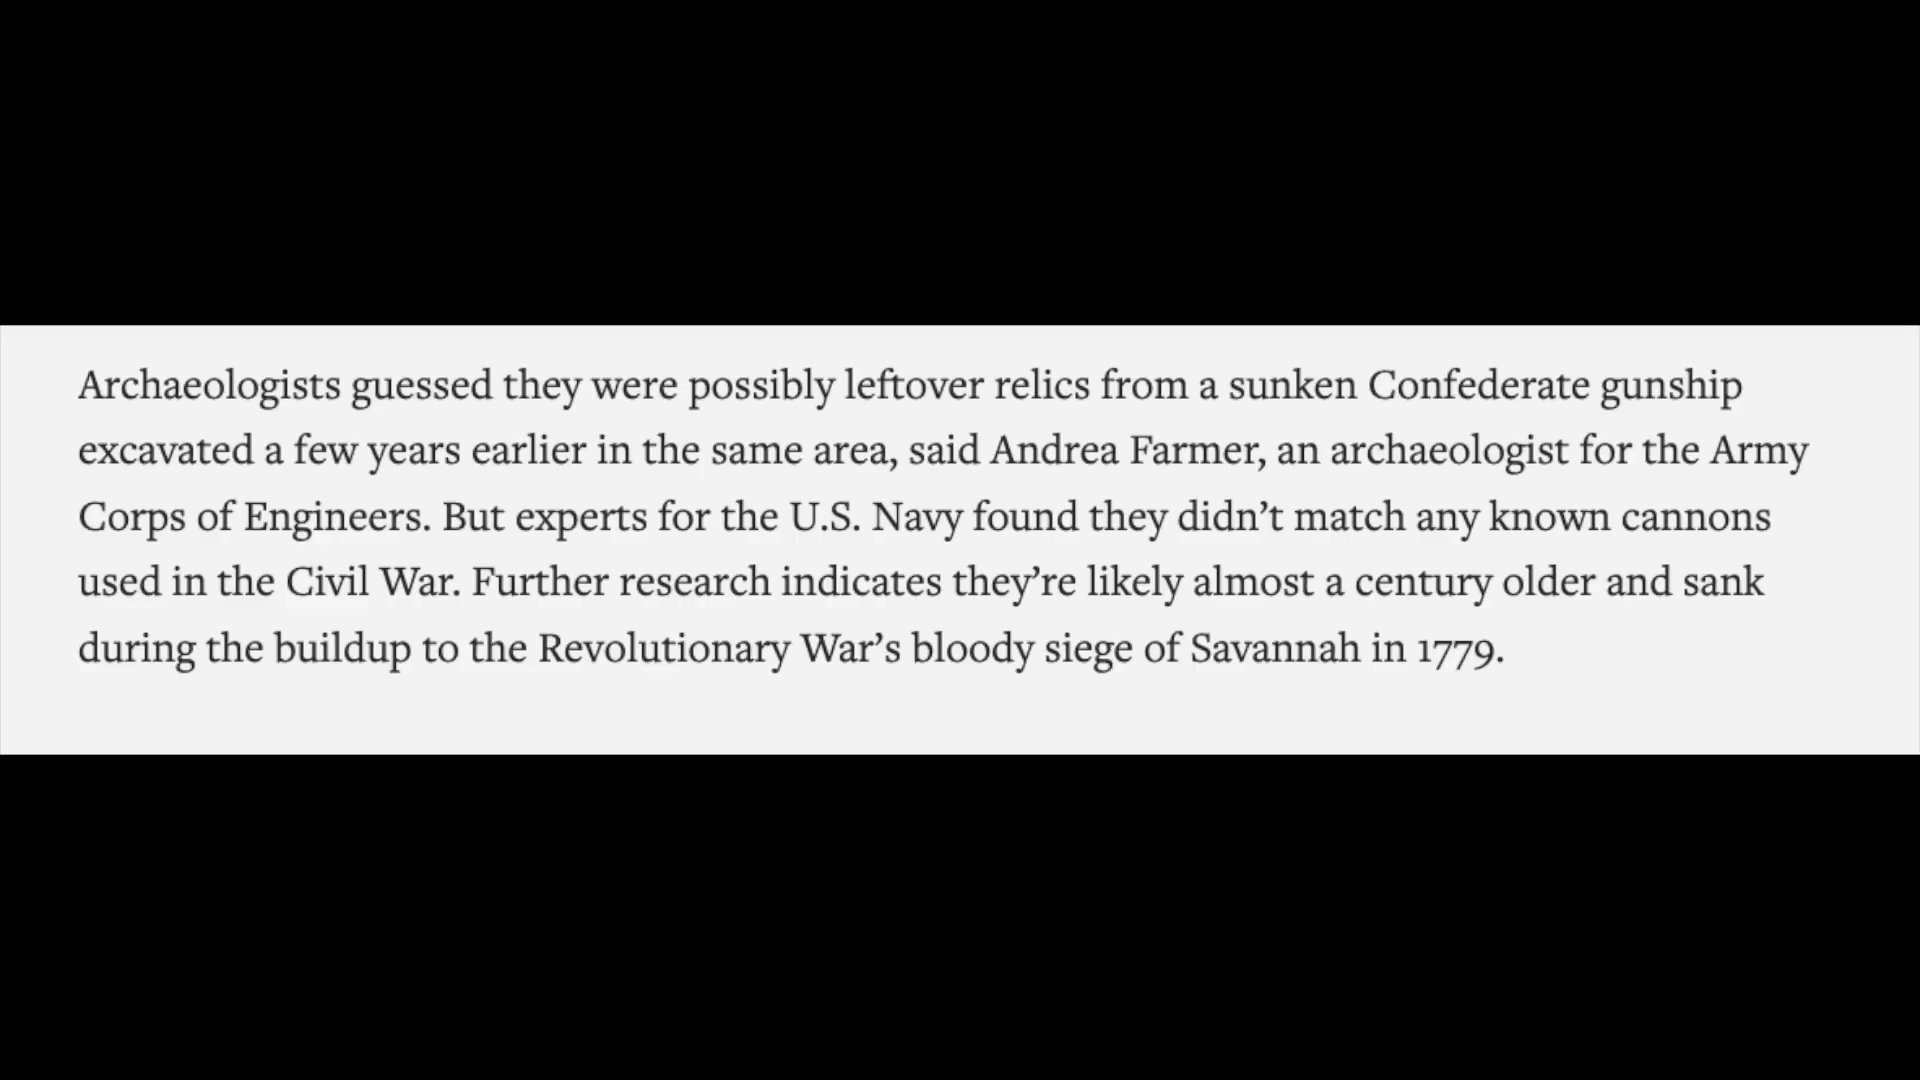 Archaeologists guessed they were possibly leftover relics from a sunken Confederate gunship
excavated a few years earlier in the same area, said Andrea Farmer, an archaeologist for the Army
Corps of Engineers. But experts for the U.S. Navy found they didn’t match any known cannons
used in the Civil War. Further research indicates they’re likely almost a century older and sank
during the buildup to the Revolutionary War’s bloody siege of Savannah in 1779.